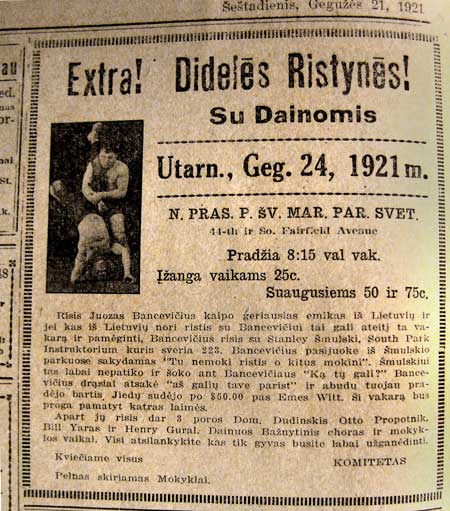 Šeštadienis, Gegužės 21, 1921
Extra! Didelės Ristynės!
Su Dainomis
Utarn., Geg. 24, 1921 m.
N. PRAS. P. ŠV. MAR. PAR. SVET.
44-th ir So. Fairfield Avenue
Pradžia 8:15 val vak.
Įžanga vaikams 25c.
Suaugusiems 50 ir 75c.
Risis Juozas Bancevičius kaipo geriausias emikas iš Lietuvių ir
jei kas iš Lietuvių nori ristis su Bancevičiui tai gali ateitį ta va-
karą ir pamėginti, Bancevičius risis su Stanley Šmulski, South Park
Instruktorium kuris sveria 223. Bancevičius pasijuoke iš Šmulskio
parkuose sakydamas "Tu nemoki ristis o kitus mokini". Šmulskiui
tas labai nepatiko ir šoko ant Bancevičiaus "Ką tu gali?" Bance-
vičius drąsiai atsakė "aš galių tave parist" ir abudu tuojau pra-
dėjo bartis, Jiedų sudėjo po $50.00 pas Emes Witt. Ši vakarą bus
proga pamatyt katras laimės.
Apart jų risis dar 3 poros Dom. Dudinskis Otto Propotnik.
Bill Yaras ir Henry Gural. Dainuos Bažnytinis choras ir mokyk-
los vaikai. Visi atsilankykite kas tik gyvas busite labai užganėdinti.
Kviečiame visus KOMITETAS
Pelnas skiriamas Mokyklai.